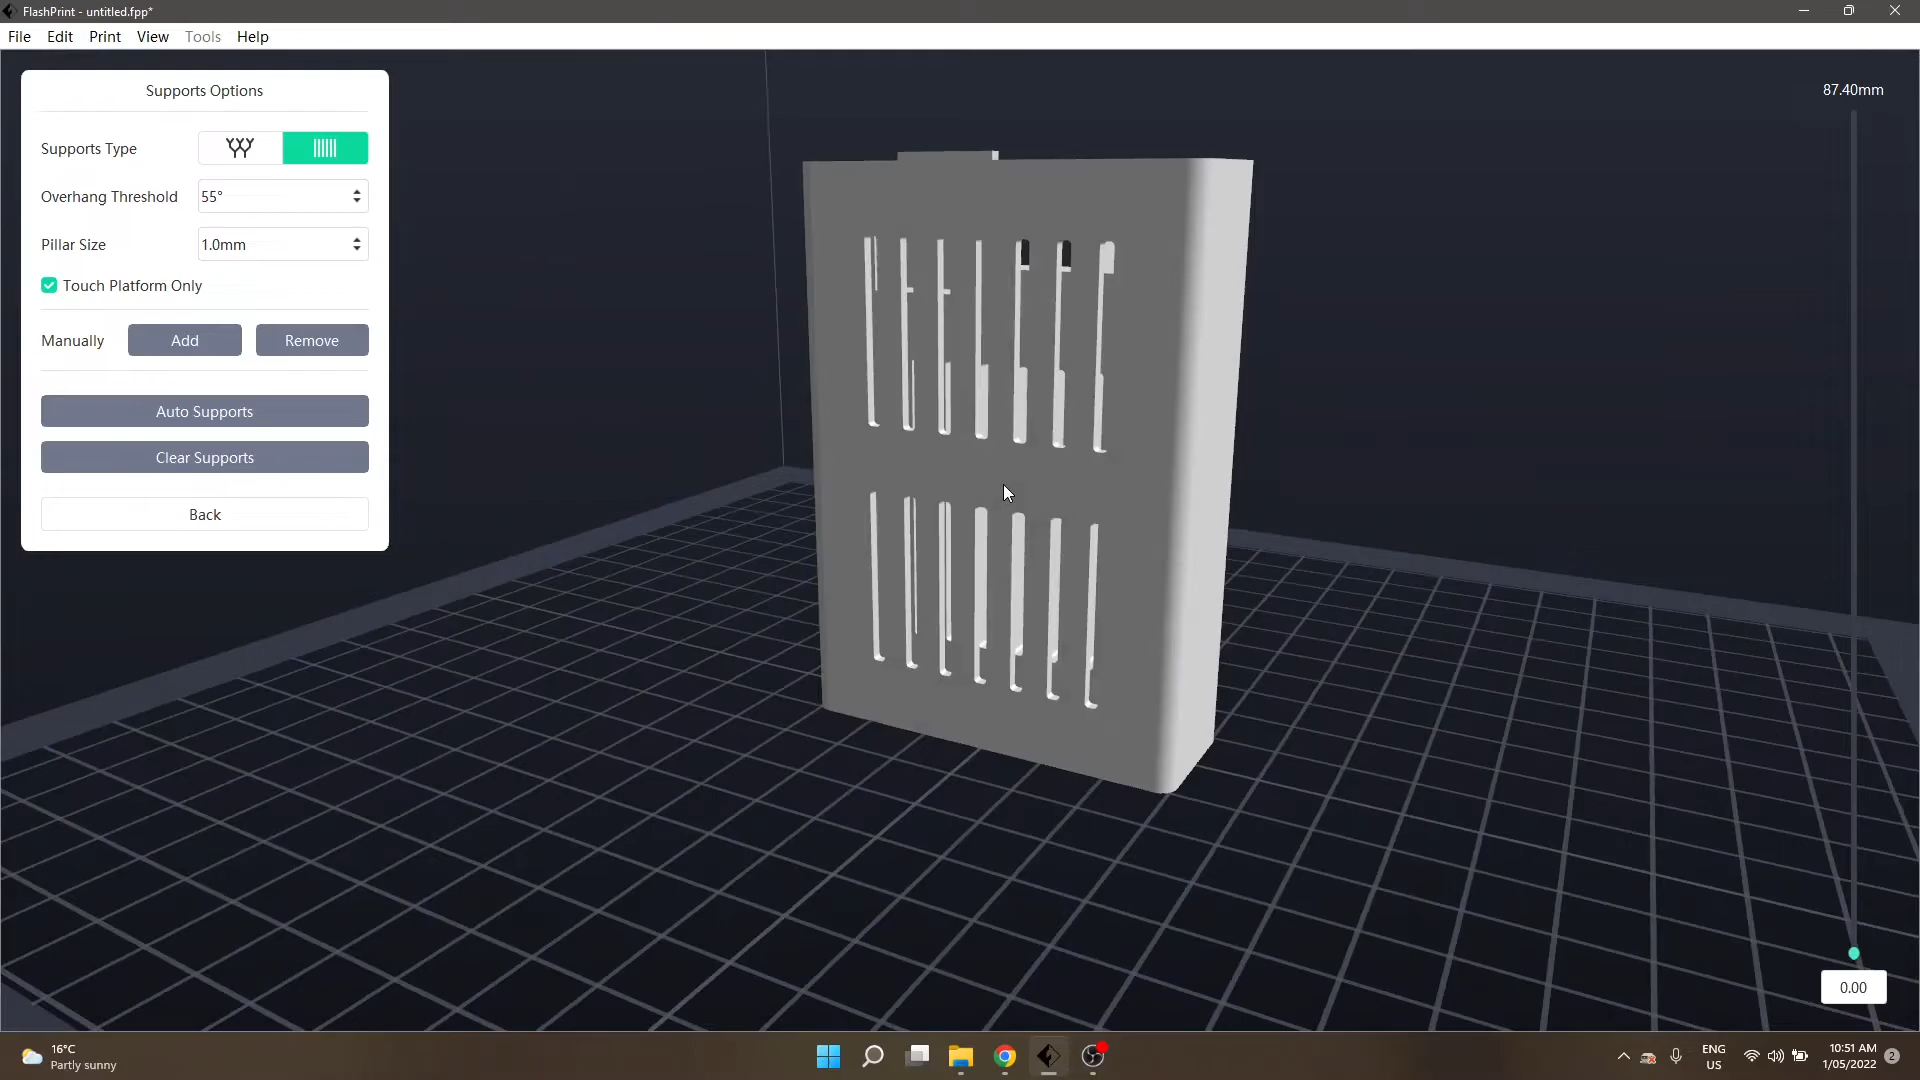 FlashPrint - untitled.fpp*
File Edit Print View Tools Help
Supports Options
Supports Type
Overhang Threshold 55°
Pillar Size 1.0mm
Touch Platform Only
Manually Add Remove
Auto Supports
Clear Supports
Back
87.40mm
0.00
16°C
Partly sunny
ENG
US
10:51 AM
1/05/2022
2